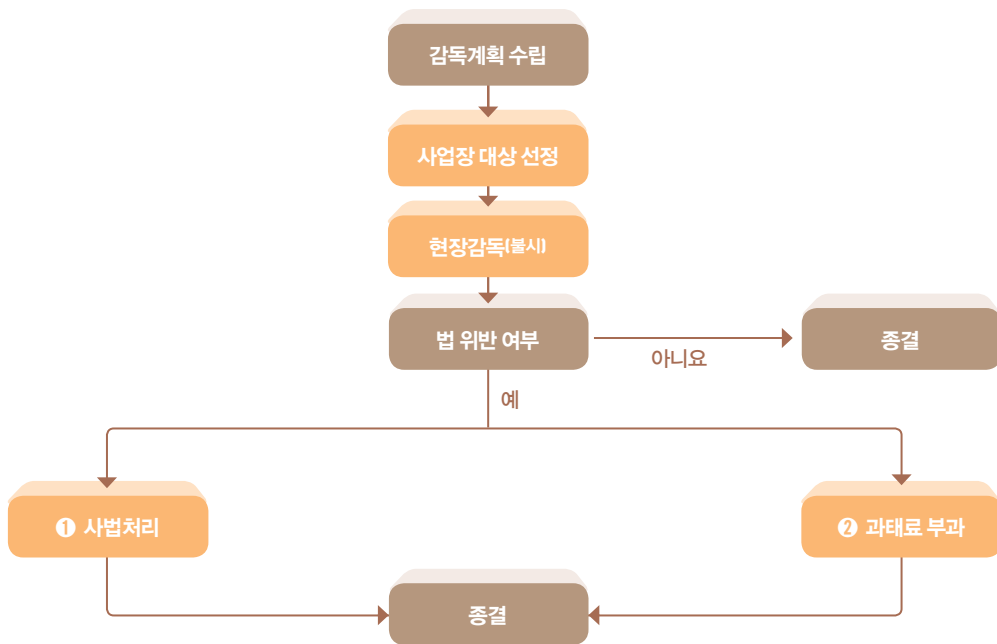 감독계획 수립
사업장 대상 선정
현장감독(불시)
법 위반 여부
아니요
종결
예
❶ 사법처리
❷ 과태료 부과
종결